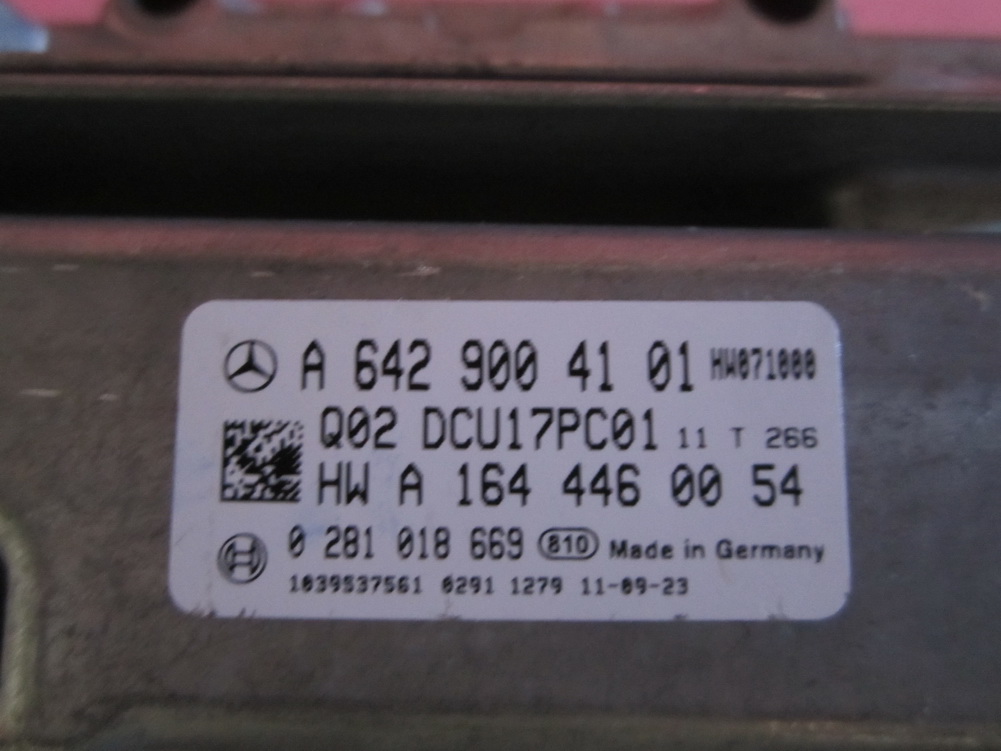 A 642 900 41 01 HW071000
Q02 DCU17PC01 11 T 266
HW A 164 446 00 54
0 281 018 669 810 Made in Germany
1039S37561 0291 1279 11-09-23